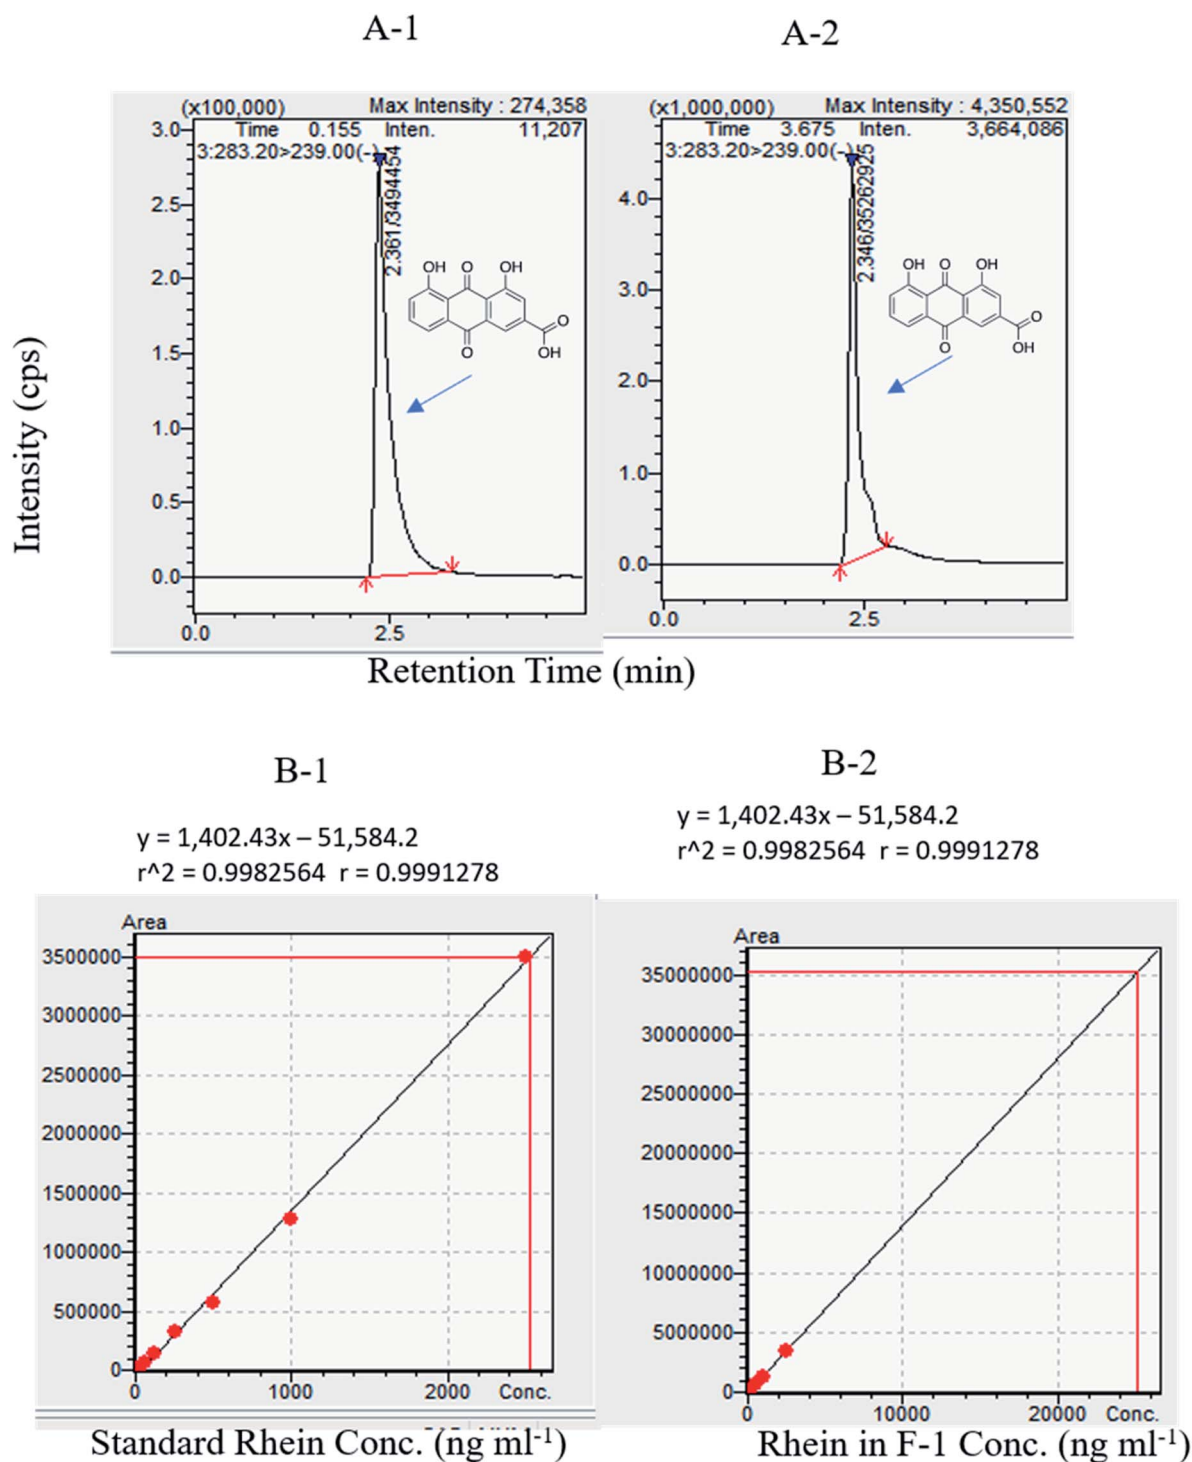 A-1
A-2
Intensity (cps)
(x100,000) Max Intensity : 274,358
Time 0.155 Inten. 11,207
3:283.20>239.00(-)
2.361/3494454
3.0
2.5
2.0
1.5
1.0
0.5
0.0
0.0 2.5
OH O OH
O
O
OH
(x1,000,000) Max Intensity : 4,350,552
Time 3.675 Inten. 3,664,086
3:283.20>239.00(-)
2.346/35262925
4.0
3.0
2.0
1.0
0.0
0.0 2.5
OH O OH
O
O
OH
Retention Time (min)
B-1
y = 1,402.43x – 51,584.2
r^2 = 0.9982564 r = 0.9991278
Area
3500000
3000000
2500000
2000000
1500000
1000000
500000
0
0 1000 2000 Conc.
Standard Rhein Conc. (ng ml⁻¹)
B-2
y = 1,402.43x – 51,584.2
r^2 = 0.9982564 r = 0.9991278
Area
35000000
30000000
25000000
20000000
15000000
10000000
5000000
0
0 10000 20000 Conc.
Rhein in F-1 Conc. (ng ml⁻¹)